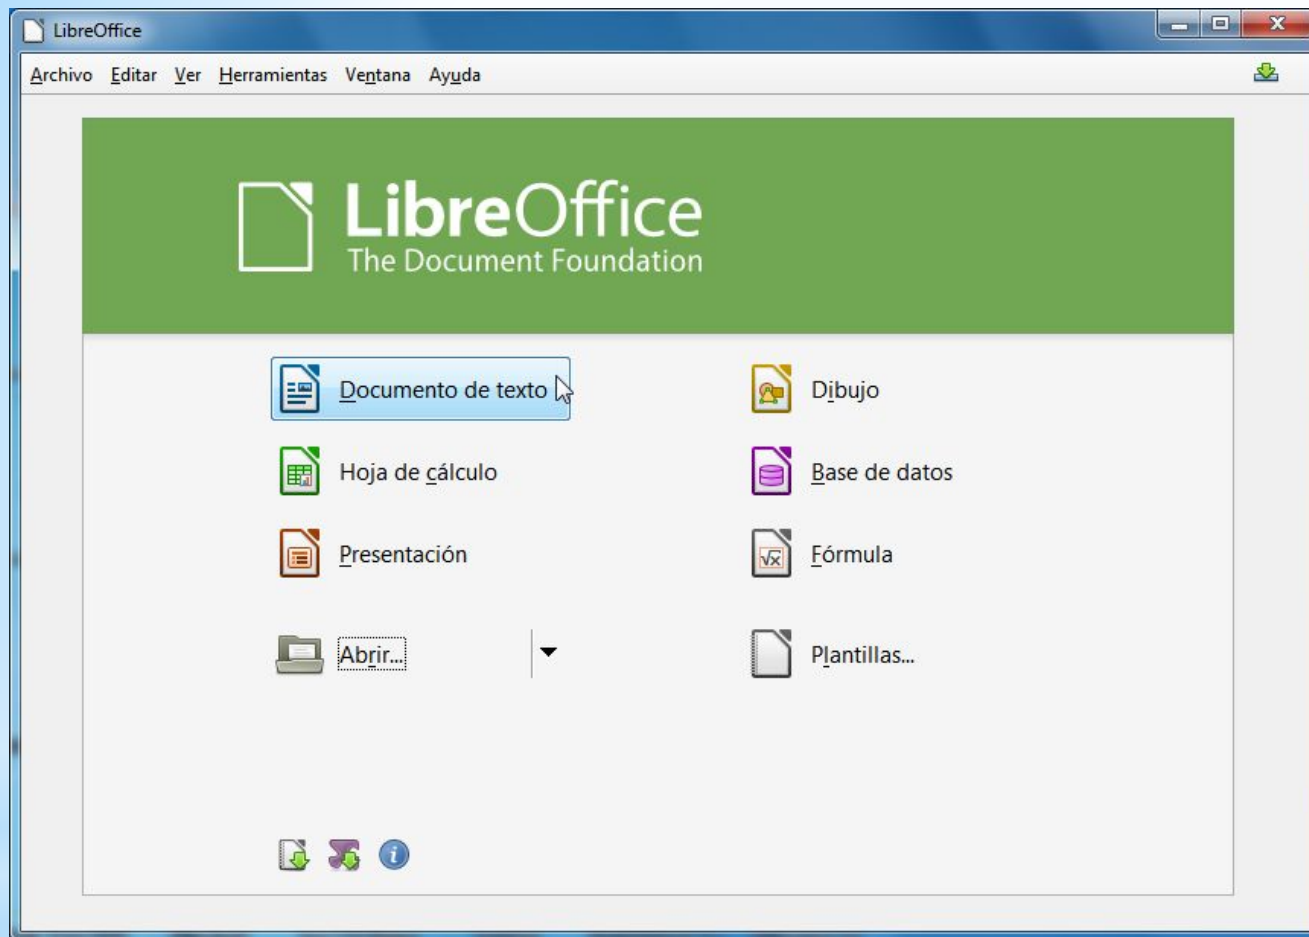 LibreOffice
Archivo Editar Ver Herramientas Ventana Ayuda
LibreOffice
The Document Foundation
Documento de texto
Dibujo
Hoja de cálculo
Base de datos
Presentación
Fórmula
Abrir...
Plantillas...